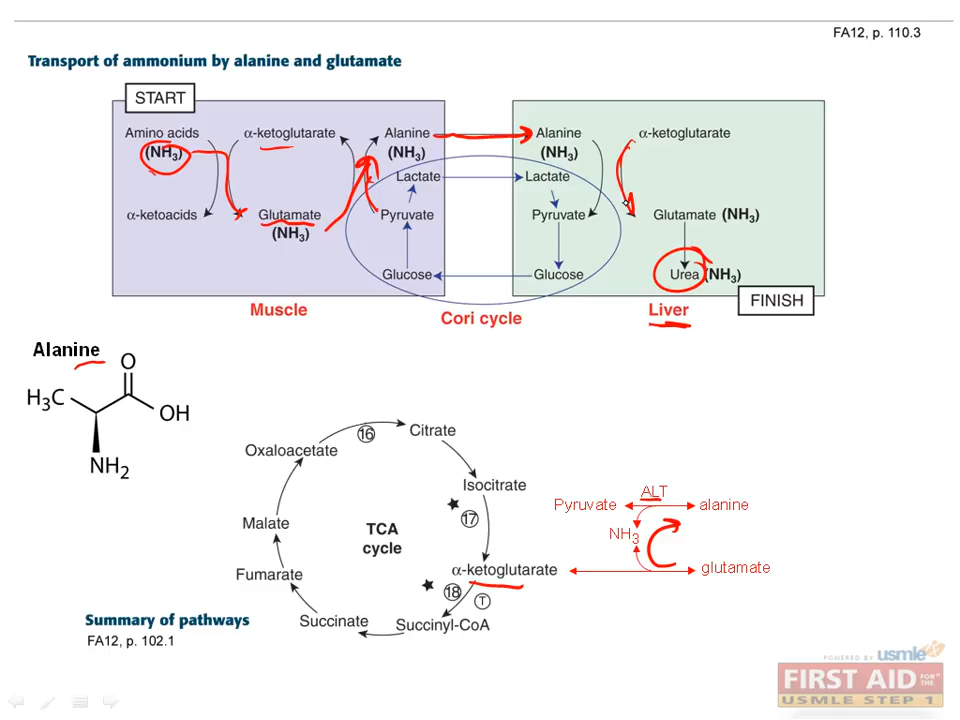 FA12, p. 110.3
Transport of ammonium by alanine and glutamate
START
Amino acids
(NH3)
α-ketoglutarate
Alanine
(NH3)
Alanine
(NH3)
α-ketoglutarate
Lactate
Lactate
α-ketoacids
Glutamate
(NH3)
Pyruvate
Pyruvate
Glutamate (NH3)
Glucose
Glucose
Urea (NH3)
FINISH
Muscle
Cori cycle
Liver
Alanine
O
H3C
OH
NH2
16
Citrate
Oxaloacetate
Isocitrate
17
Malate
TCA
cycle
α-ketoglutarate
Fumarate
18
T
Succinate
Succinyl-CoA
ALT
Pyruvate
alanine
NH3
glutamate
Summary of pathways
FA12, p. 102.1
POWERED BY usmle Rx
FIRST AID FOR THE
USMLE STEP 1